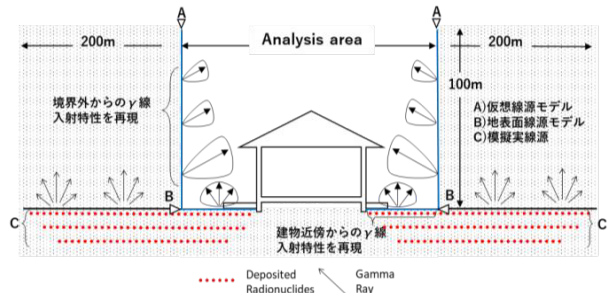 A
A
200m
Analysis area
200m
100m
境界外からのγ線
入射特性を再現
A)仮想線源モデル
B)地表面線源モデル
C)模擬実線源
B
B
C
C
建物近傍からのγ線
入射特性を再現
Deposited
Radionuclides
Gamma
Ray